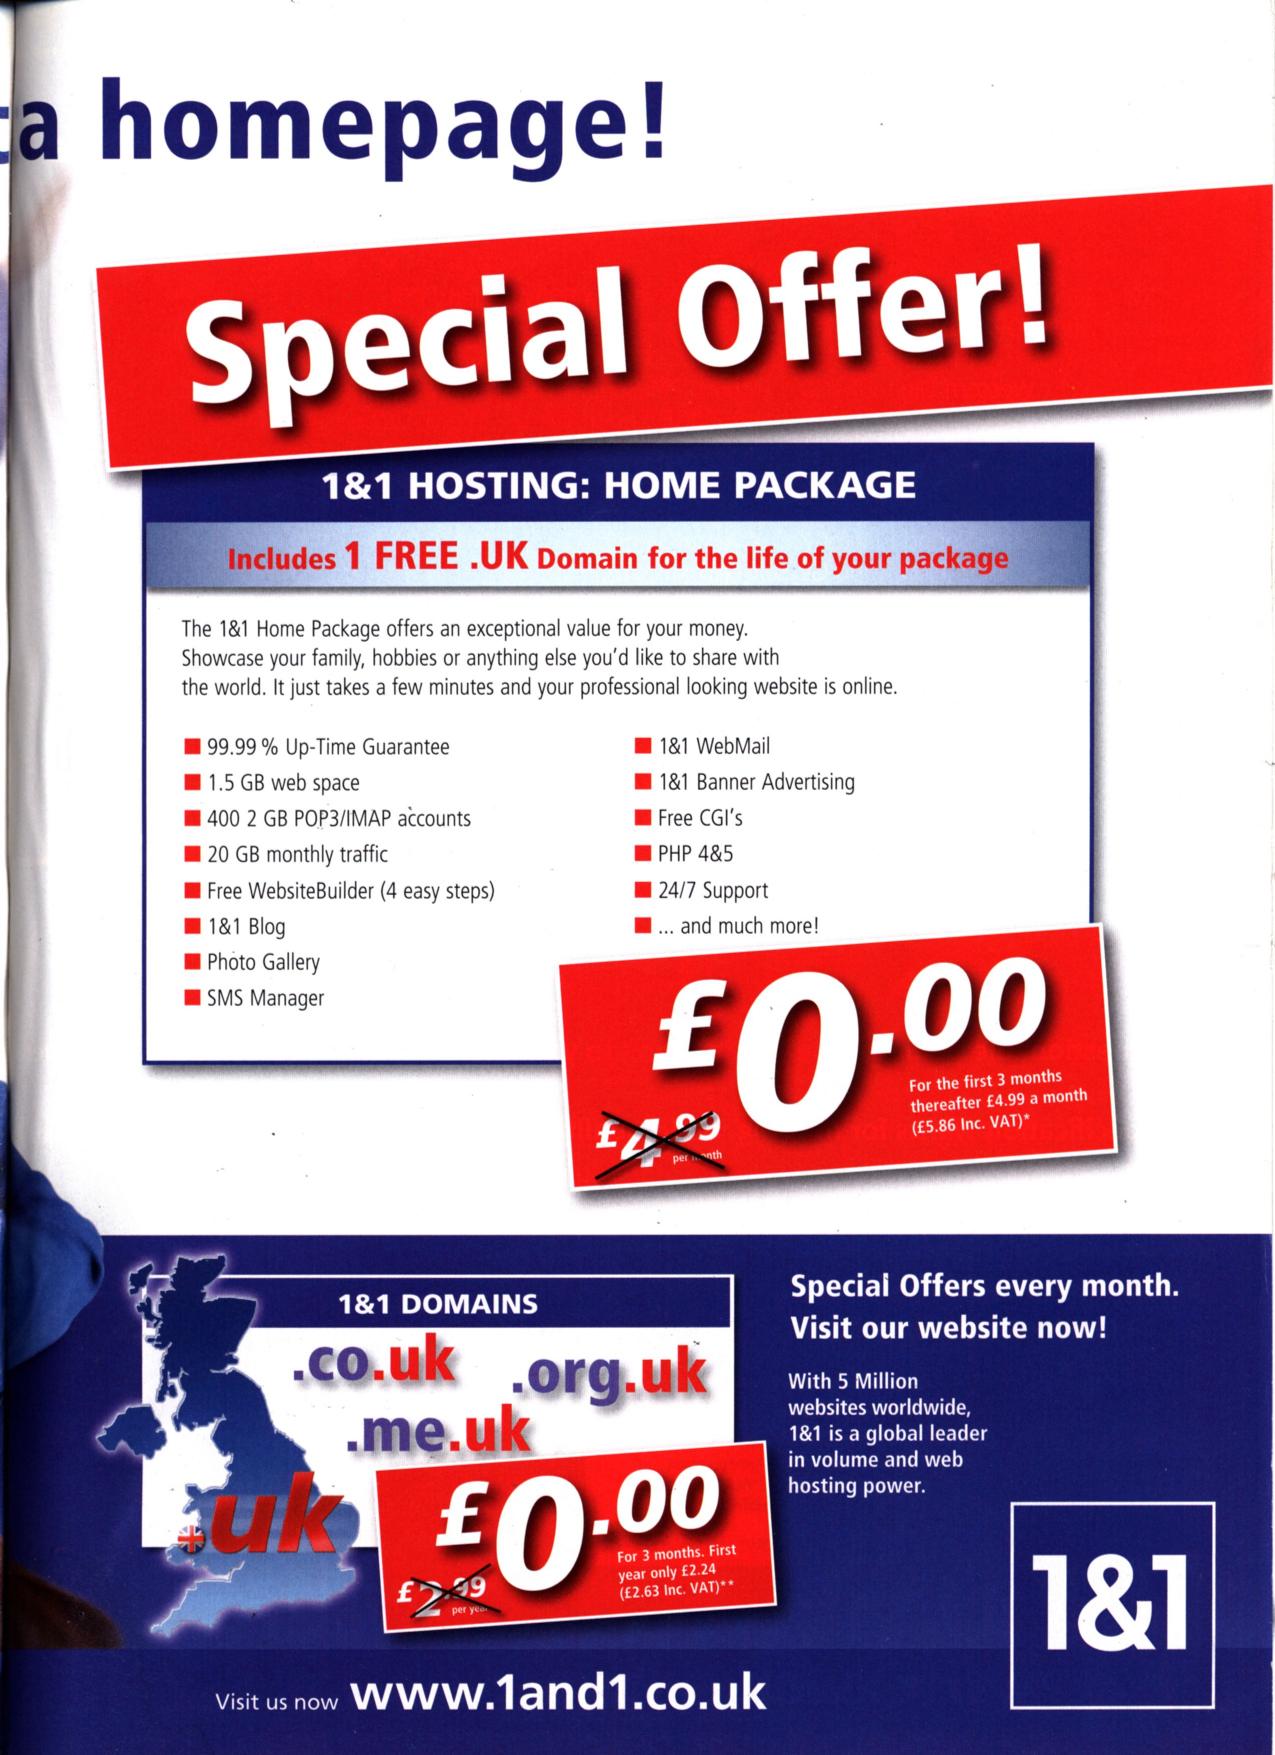 a homepage!
Special Offer!
1&1 HOSTING: HOME PACKAGE
Includes 1 FREE .UK Domain for the life of your package
The 1&1 Home Package offers an exceptional value for your money.
Showcase your family, hobbies or anything else you'd like to share with
the world. It just takes a few minutes and your professional looking website is online.
99.99 % Up-Time Guarantee
1.5 GB web space
400 2 GB POP3/IMAP accounts
20 GB monthly traffic
Free WebsiteBuilder (4 easy steps)
1&1 Blog
Photo Gallery
SMS Manager
1&1 WebMail
1&1 Banner Advertising
Free CGI's
PHP 4&5
24/7 Support
... and much more!
£0.00
For the first 3 months
thereafter £4.99 a month
(£5.86 Inc. VAT)*
£4.99
per month
1&1 DOMAINS
.co.uk
.org.uk
.me.uk
.uk
£0.00
For 3 months. First
year only £2.24
(£2.63 Inc. VAT)**
£2.99
per year
Special Offers every month.
Visit our website now!
With 5 Million
websites worldwide,
1&1 is a global leader
in volume and web
hosting power.
1&1
Visit us now www.1and1.co.uk